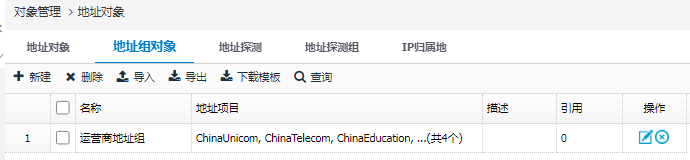 对象管理 > 地址对象
地址对象 地址组对象 地址探测 地址探测组 IP归属地
新建 删除 导入 导出 下载模板 查询
名称 地址项目 描述 引用 操作
1 运营商地址组 ChinaUnicom, ChinaTelecom, ChinaEducation, ...(共4个) 0